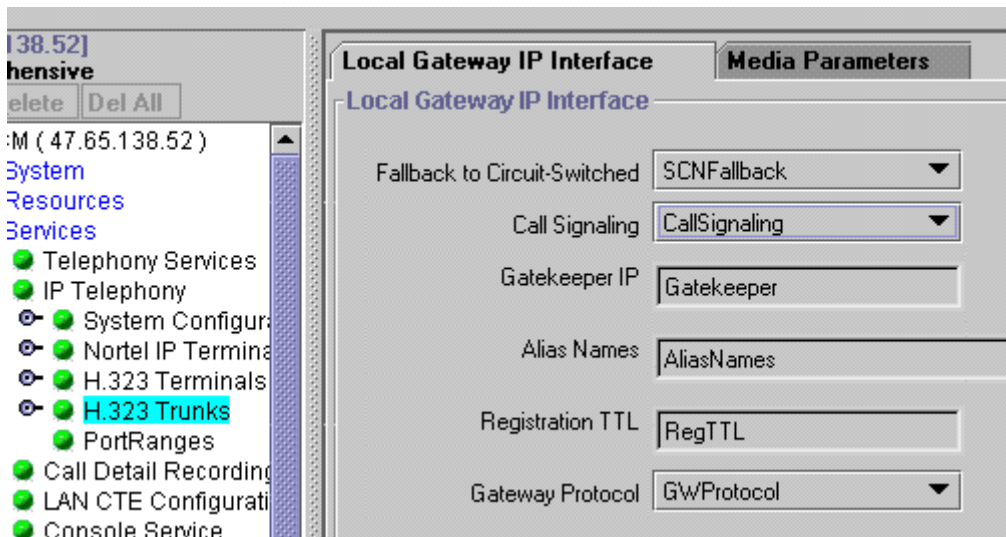 138.52]
hensive
elete Del All
:M ( 47.65.138.52 )
System
Resources
Services
Telephony Services
IP Telephony
System Configur
Nortel IP Termina
H.323 Terminals
H.323 Trunks
PortRanges
Call Detail Recording
LAN CTE Configurati
Console Service
Local Gateway IP Interface
Media Parameters
Local Gateway IP Interface
Fallback to Circuit-Switched SCNFallback
Call Signaling CallSignaling
Gatekeeper IP Gatekeeper
Alias Names AliasNames
Registration TTL RegTTL
Gateway Protocol GWProtocol